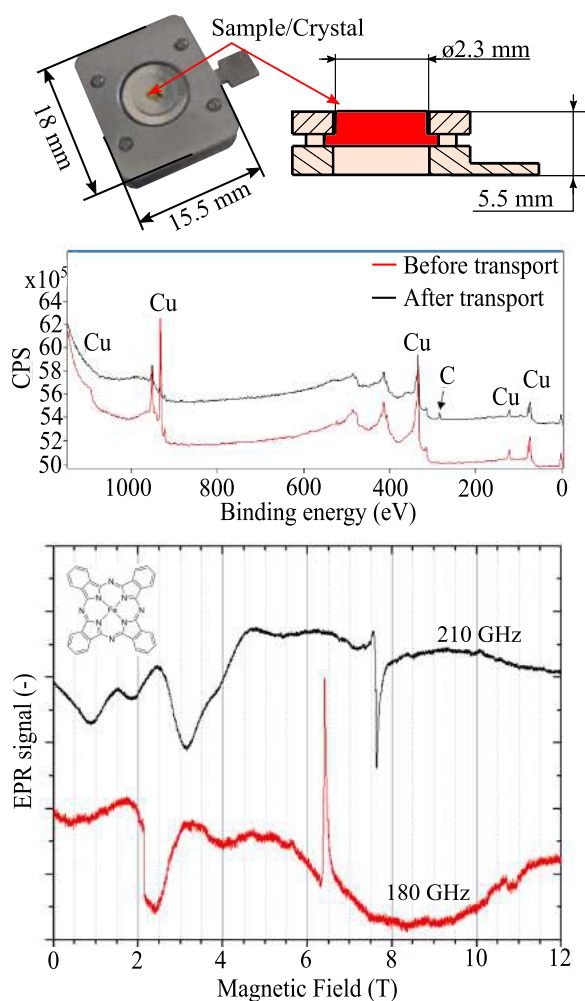 Sample/Crystal
ø2.3 mm
18 mm
15.5 mm
5.5 mm
x10⁵
Before transport
After transport
64
62
60
58
56
54
52
50
CPS
Cu
Cu
Cu
C
Cu
Cu
1000
800
600
400
200
0
Binding energy (eV)
N
N
N
N
Fe
N
N
N
N
210 GHz
180 GHz
EPR signal (-)
0
2
4
6
8
10
12
Magnetic Field (T)